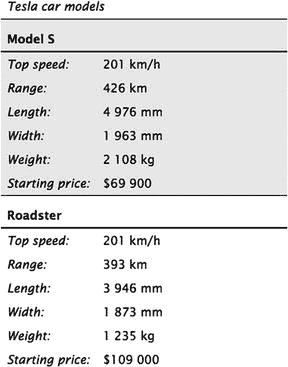 Tesla car models
Model S
Top speed: 201 km/h
Range: 426 km
Length: 4 976 mm
Width: 1 963 mm
Weight: 2 108 kg
Starting price: $69 900
Roadster
Top speed: 201 km/h
Range: 393 km
Length: 3 946 mm
Width: 1 873 mm
Weight: 1 235 kg
Starting price: $109 000